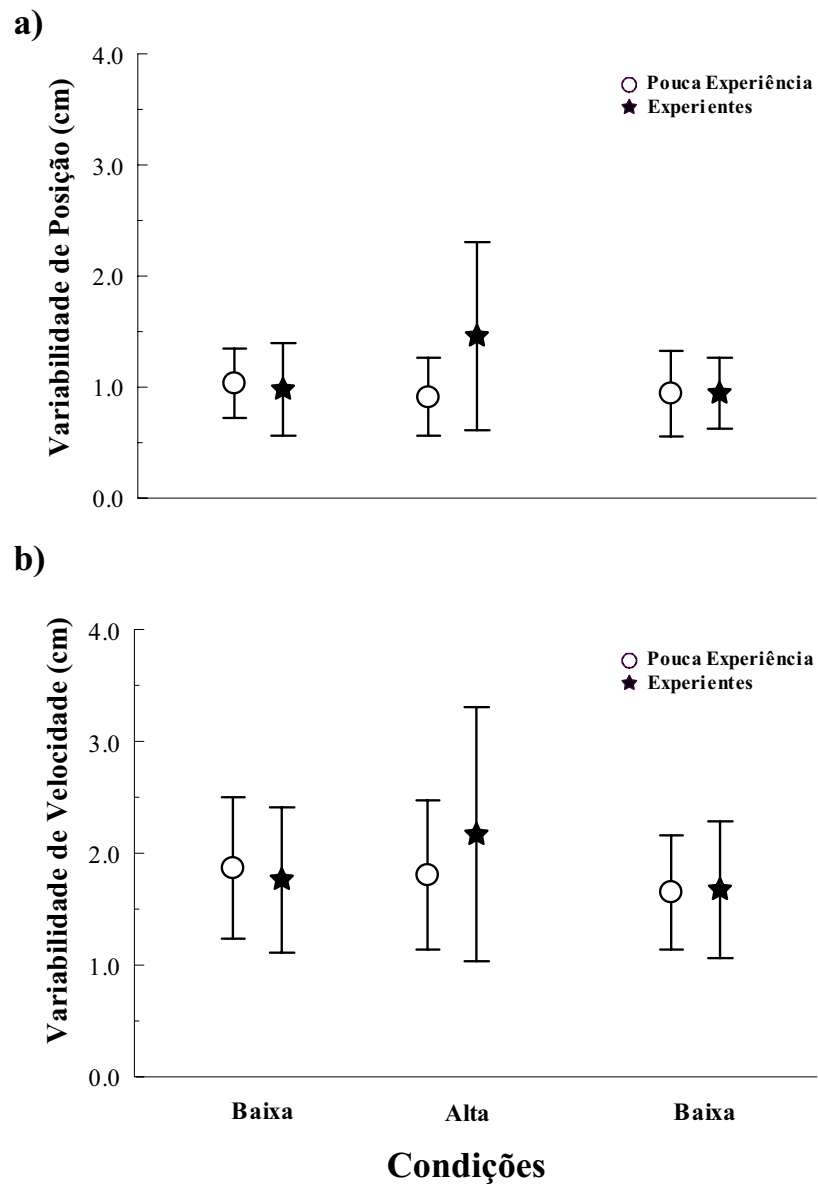 a)
Variabilidade de Posição (cm)
4.0
3.0
2.0
1.0
0.0
Pouca Experiência
Experientes
b)
Variabilidade de Velocidade (cm)
4.0
3.0
2.0
1.0
0.0
Pouca Experiência
Experientes
Baixa
Alta
Baixa
Condições